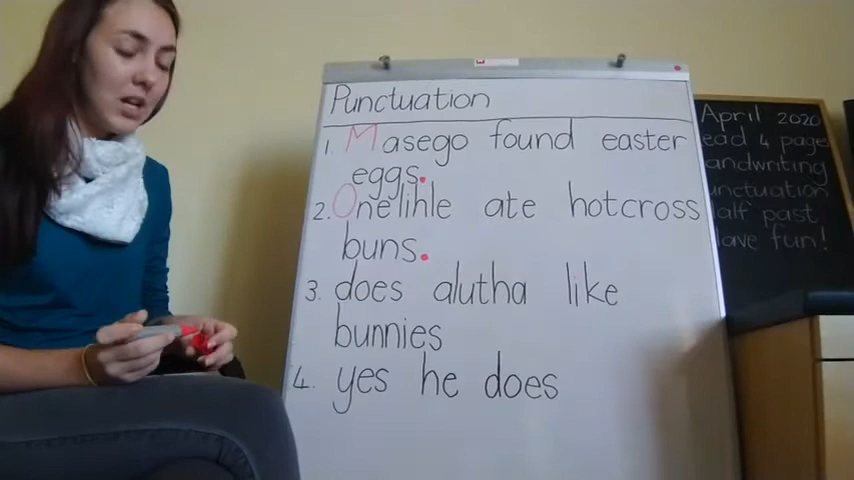 Punctuation
1. Masego found easter
eggs.
2. Onelihle ate hotcross
buns.
3. does alutha like
bunnies
4. yes he does
April 2020
ead 4 page
andwriting
unctuation
alf past
ave fun!